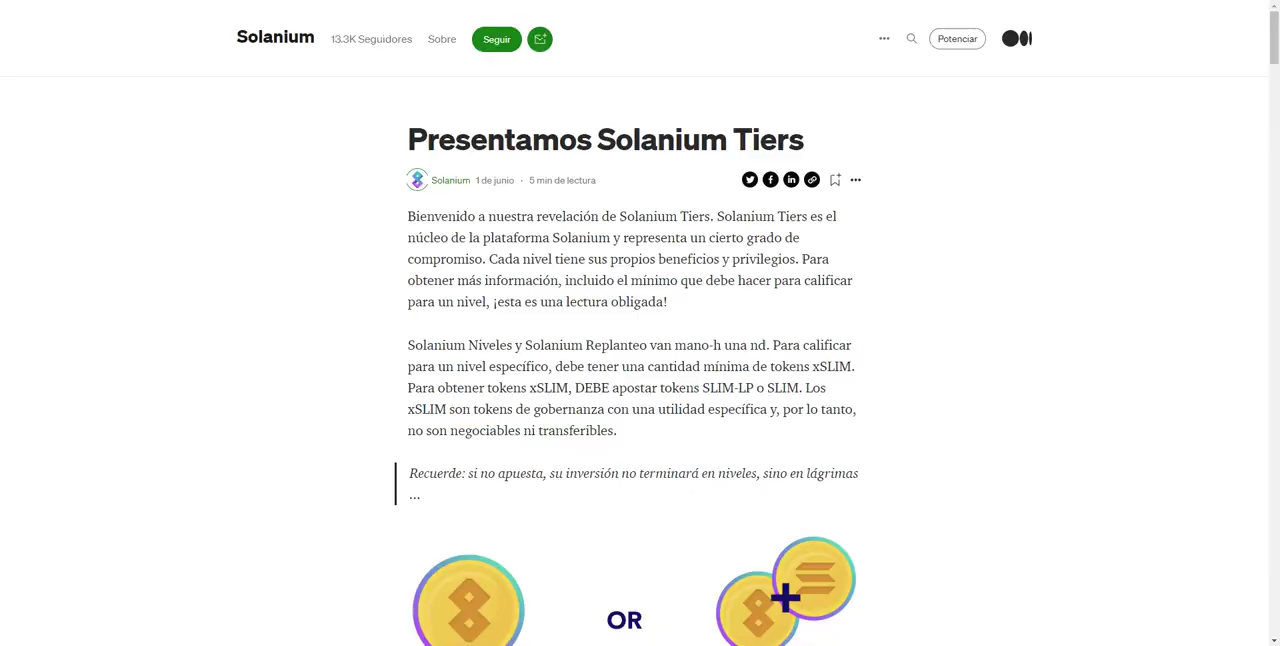 Solanium
13.3K Seguidores
Sobre
Seguir
Potenciar
Presentamos Solanium Tiers
Solanium 1 de junio · 5 min de lectura
Bienvenido a nuestra revelación de Solanium Tiers. Solanium Tiers es el
núcleo de la plataforma Solanium y representa un cierto grado de
compromiso. Cada nivel tiene sus propios beneficios y privilegios. Para
obtener más información, incluido el mínimo que debe hacer para calificar
para un nivel, ¡esta es una lectura obligada!
Solanium Niveles y Solanium Replanteo van mano-h una nd. Para calificar
para un nivel específico, debe tener una cantidad mínima de tokens xSLIM.
Para obtener tokens xSLIM, DEBE apostar tokens SLIM-LP o SLIM. Los
xSLIM son tokens de gobernanza con una utilidad específica y, por lo tanto,
no son negociables ni transferibles.
Recuerde: si no apuesta, su inversión no terminará en niveles, sino en lágrimas
...
OR
+